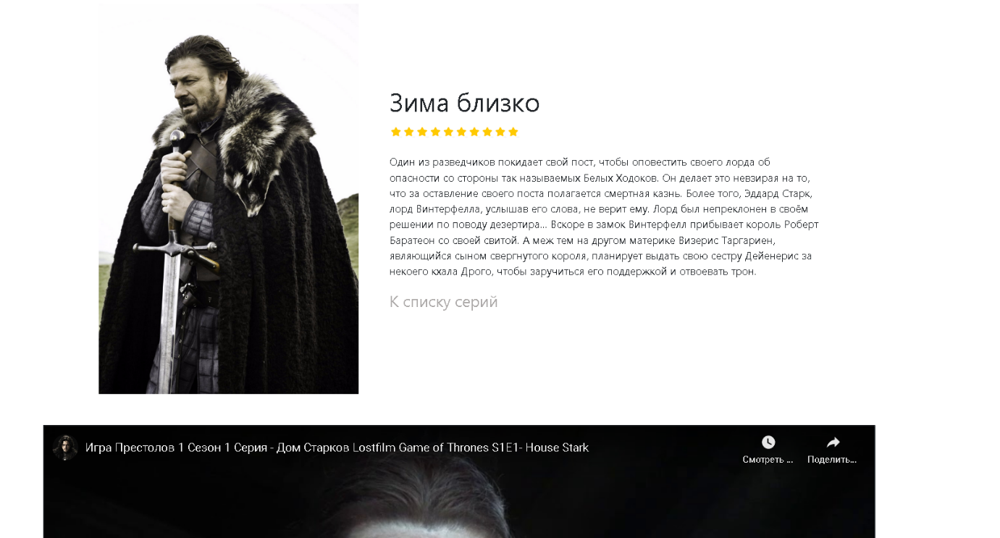 Зима близко
Один из разведчиков покидает свой пост, чтобы оповестить своего лорда об
опасности со стороны так называемых Белых Ходоков. Он делает это невзирая на то,
что за оставление своего поста полагается смертная казнь. Более того, Эддард Старк,
лорд Винтерфелла, услышав его слова, не верит ему. Лорд был непреклонен в своём
решении по поводу дезертира... Вскоре в замок Винтерфелл прибывает король Роберт
Баратеон со своей свитой. А меж тем на другом материке Визерис Таргариен,
являющийся сыном свергнутого короля, планирует выдать свою сестру Дейенерис за
некоего кхала Дрого, чтобы заручиться его поддержкой и отвоевать трон.
К списку серий
Игра Престолов 1 Сезон 1 Серия - Дом Старков Lostfilm Game of Thrones S1E1- House Stark
Смотреть ...
Поделить...